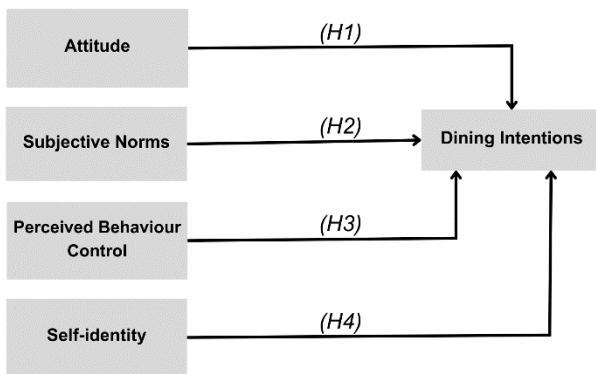 Attitude
(H1)
Subjective Norms
(H2)
Dining Intentions
Perceived Behaviour
Control
(H3)
Self-identity
(H4)